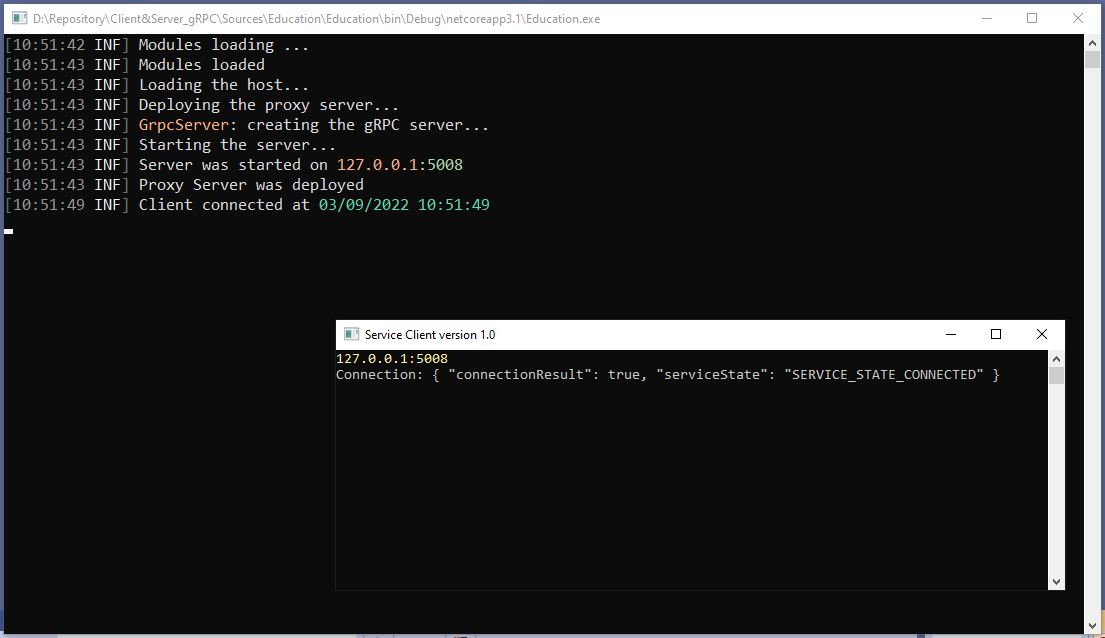 D:\Repository\Client&Server_gRPC\Sources\Education\Education\bin\Debug\netcoreapp3.1\Education.exe
[10:51:42 INF] Modules loading ...
[10:51:43 INF] Modules loaded
[10:51:43 INF] Loading the host...
[10:51:43 INF] Deploying the proxy server...
[10:51:43 INF] GrpcServer: creating the gRPC server...
[10:51:43 INF] Starting the server...
[10:51:43 INF] Server was started on 127.0.0.1:5008
[10:51:43 INF] Proxy Server was deployed
[10:51:49 INF] Client connected at 03/09/2022 10:51:49
Service Client version 1.0
127.0.0.1:5008
Connection: { "connectionResult": true, "serviceState": "SERVICE_STATE_CONNECTED" }